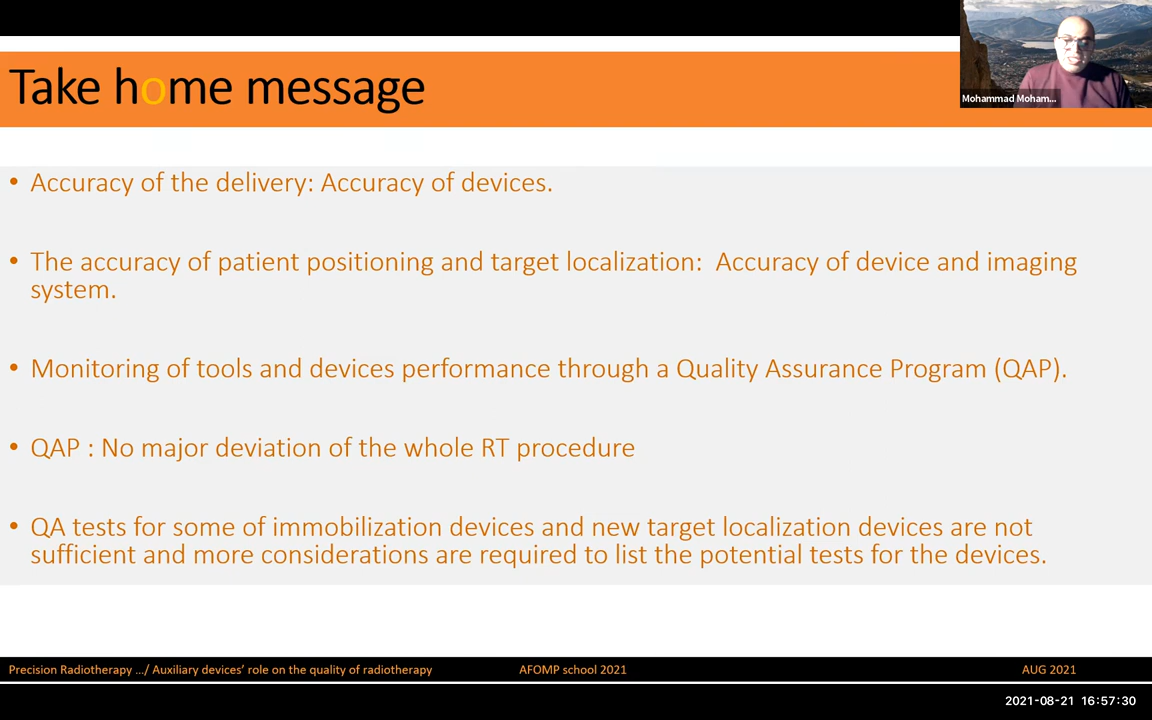 Take home message
Mohammad Moham...
• Accuracy of the delivery: Accuracy of devices.
• The accuracy of patient positioning and target localization:  Accuracy of device and imaging
system.
• Monitoring of tools and devices performance through a Quality Assurance Program (QAP).
• QAP : No major deviation of the whole RT procedure
• QA tests for some of immobilization devices and new target localization devices are not
sufficient and more considerations are required to list the potential tests for the devices.
Precision Radiotherapy .../ Auxiliary devices’ role on the quality of radiotherapy
AFOMP school 2021
AUG 2021
2021-08-21 16:57:30